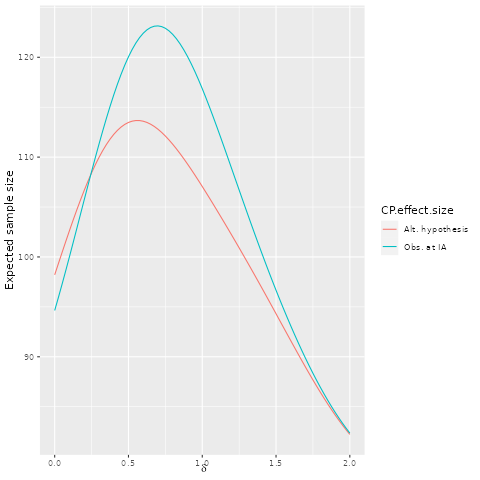 Expected sample size
120
110
100
90
0.0 0.5 1.0 1.5 2.0
δ
CP.effect.size
Alt. hypothesis
Obs. at IA